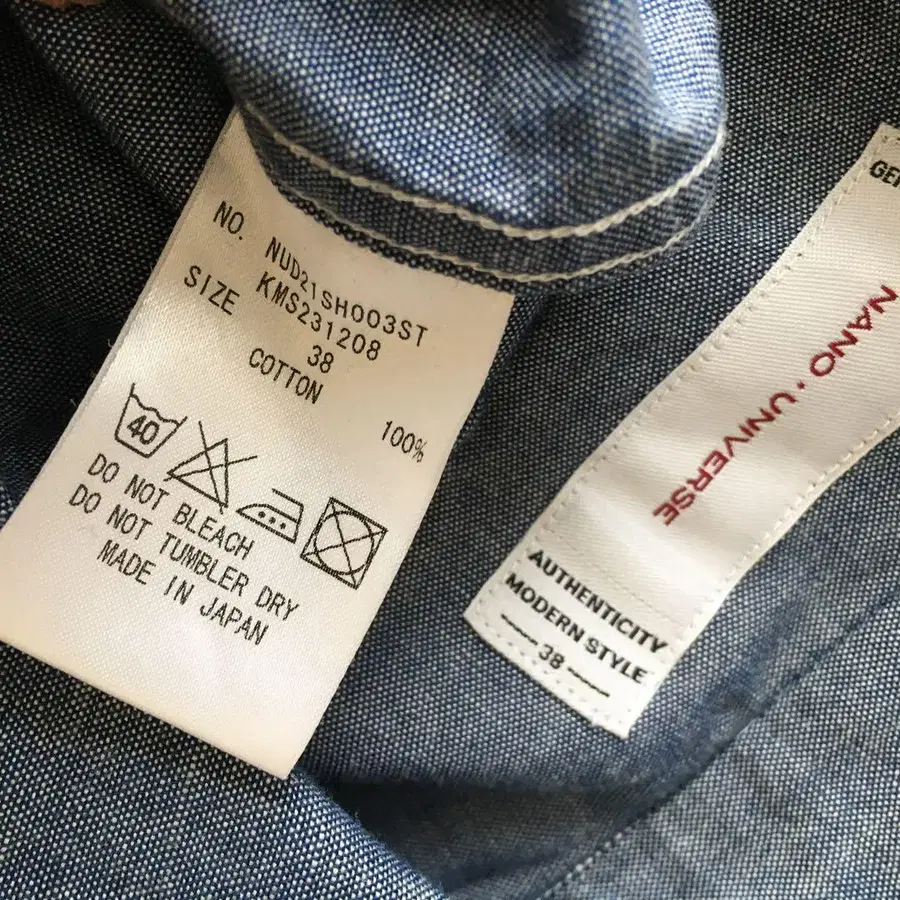 NO. NUD21SH003ST
KMS231208
SIZE 38
COTTON 100%
40
DO NOT BLEACH
DO NOT TUMBLER DRY
MADE IN JAPAN
NANO・UNIVERSE
AUTHENTICITY
MODERN STYLE
38